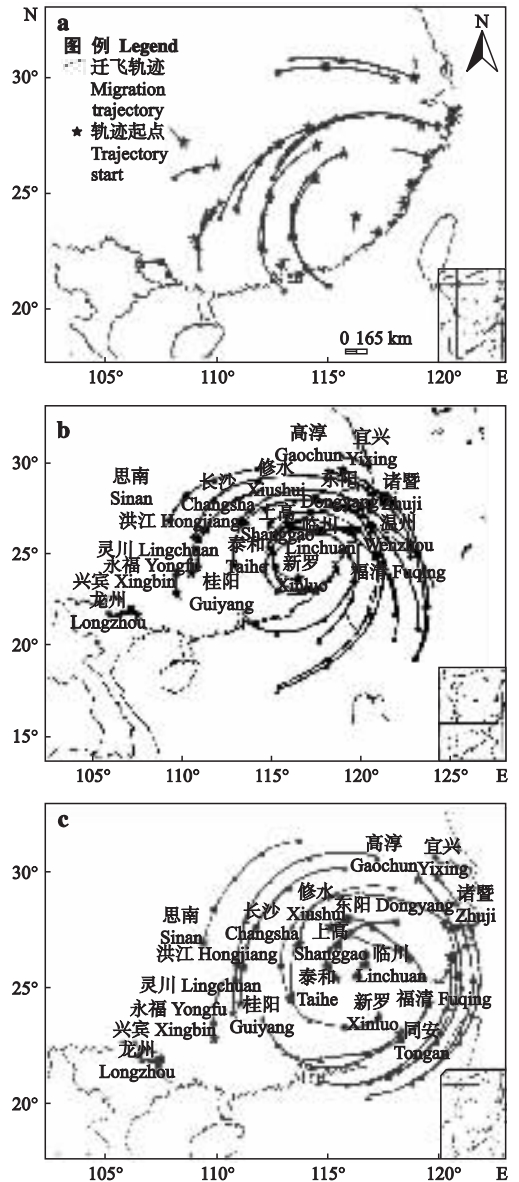 N
a
N
图 例 Legend
迁飞轨迹
Migration
trajectory
轨迹起点
Trajectory
start
30°
25°
20°
0 165 km
105°
110°
115°
120°
E
b
高淳
Gaochun
宜兴
Yixing
30°
思南
Sinan
长沙
Changsha
修水
Xiushui
东阳
Dongyang
诸暨
Zhuji
洪江 Hongjiang
上高
Shanggao
临川
Linchuan
温州
Wenzhou
灵川 Lingchuan
泰和
Taihe
25°
永福 Yongfu
新罗
Xinluo
福清 Fuqing
兴宾 Xingbin
桂阳
Guiyang
龙州
Longzhou
20°
15°
105°
110°
115°
120°
125°
E
c
高淳
Gaochun
宜兴
Yixing
30°
修水
Xiushui
东阳 Dongyang
诸暨
Zhuji
思南
Sinan
长沙
Changsha
上高
Shanggao
洪江 Hongjiang
临川
Linchuan
灵川 Lingchuan
泰和
Taihe
25°
永福 Yongfu
桂阳
Guiyang
新罗
Xinluo
福清 Fuqing
兴宾 Xingbin
同安
Tongan
龙州
Longzhou
20°
105°
110°
115°
120°
E